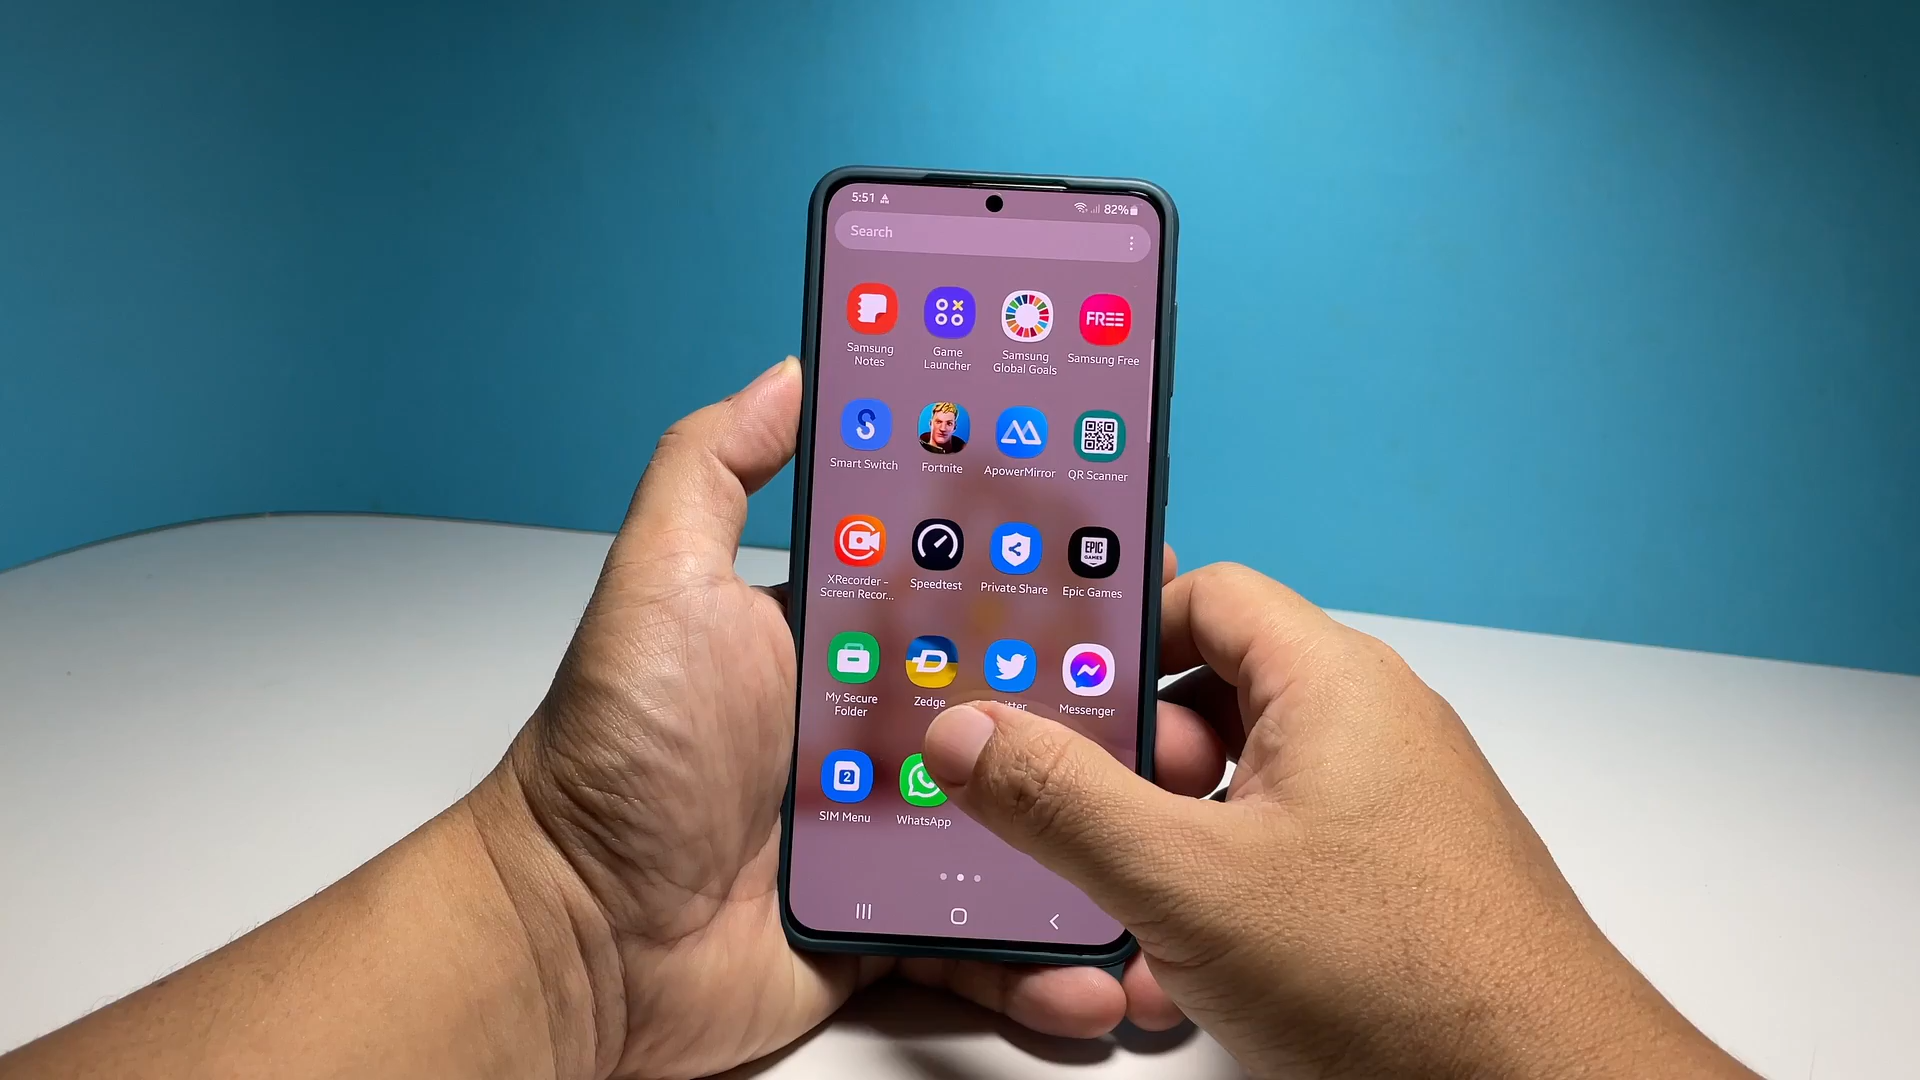 5:51
82%
Search
FREE
Samsung
Notes
Game
Launcher
Samsung
Global Goals
Samsung Free
S
Smart Switch
Fortnite
ApowerMirror
QR Scanner
EPIC
GAMES
XRecorder –
Screen Recor...
Speedtest
Private Share
Epic Games
My Secure
Folder
Zedge
tter
Messenger
2
SIM Menu
WhatsApp